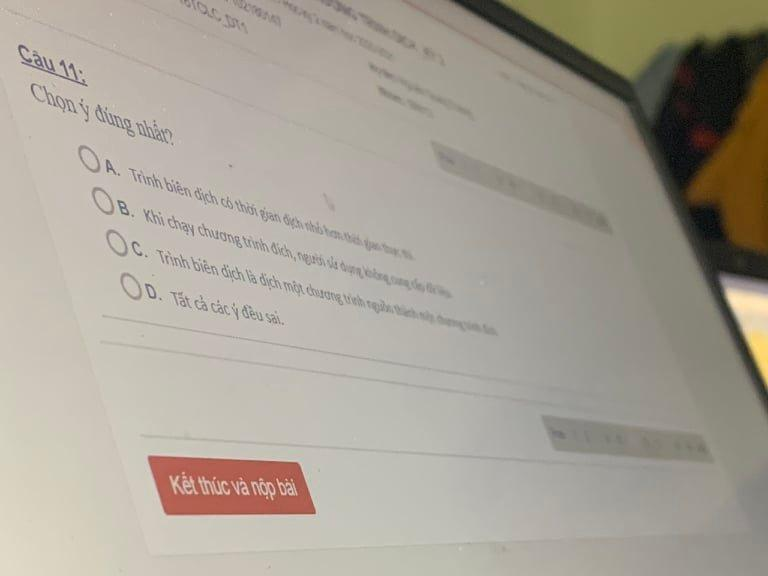 18TCLC_DT1
Câu 11:
Chọn ý đúng nhất?
A. Trình biên dịch có thời gian dịch nhỏ hơn thời gian thực thi.
B. Khi chạy chương trình đích, người sử dụng không cung cấp dữ liệu.
C. Trình biên dịch là dịch một chương trình nguồn thành một chương trình đích.
D. Tất cả các ý đều sai.
Kết thúc và nộp bài